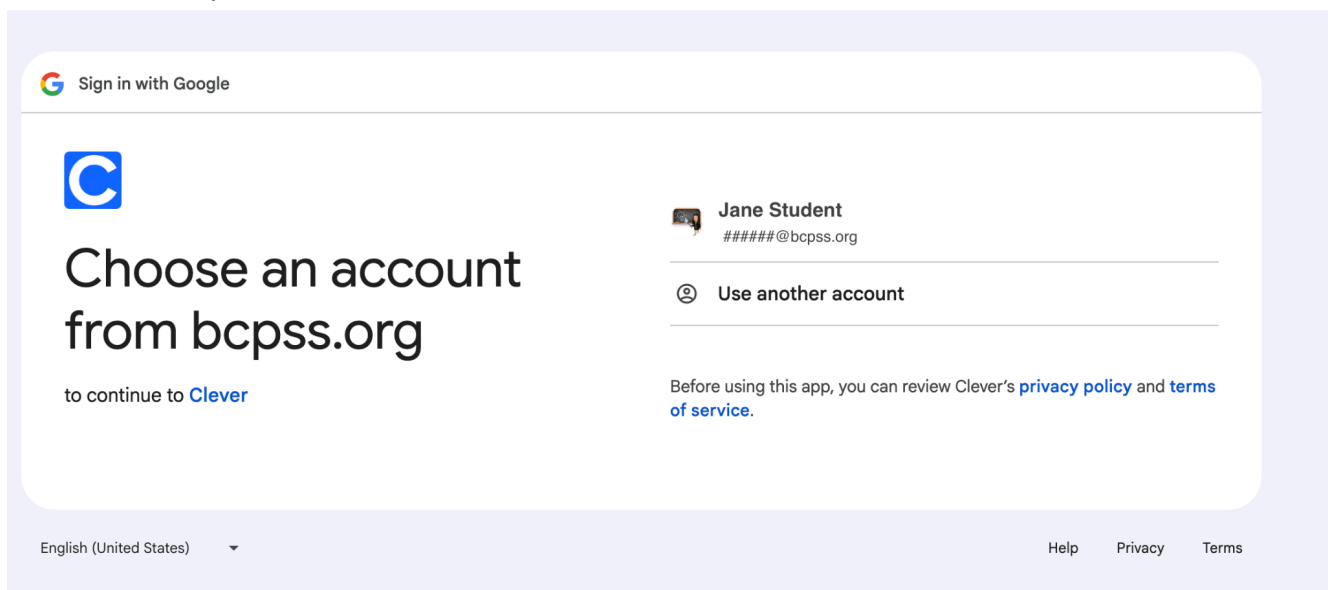 Sign in with Google
Choose an account
from bcpss.org
to continue to Clever
Jane Student
######@bcpss.org
Use another account
Before using this app, you can review Clever’s privacy policy and terms
of service.
English (United States)
Help Privacy Terms